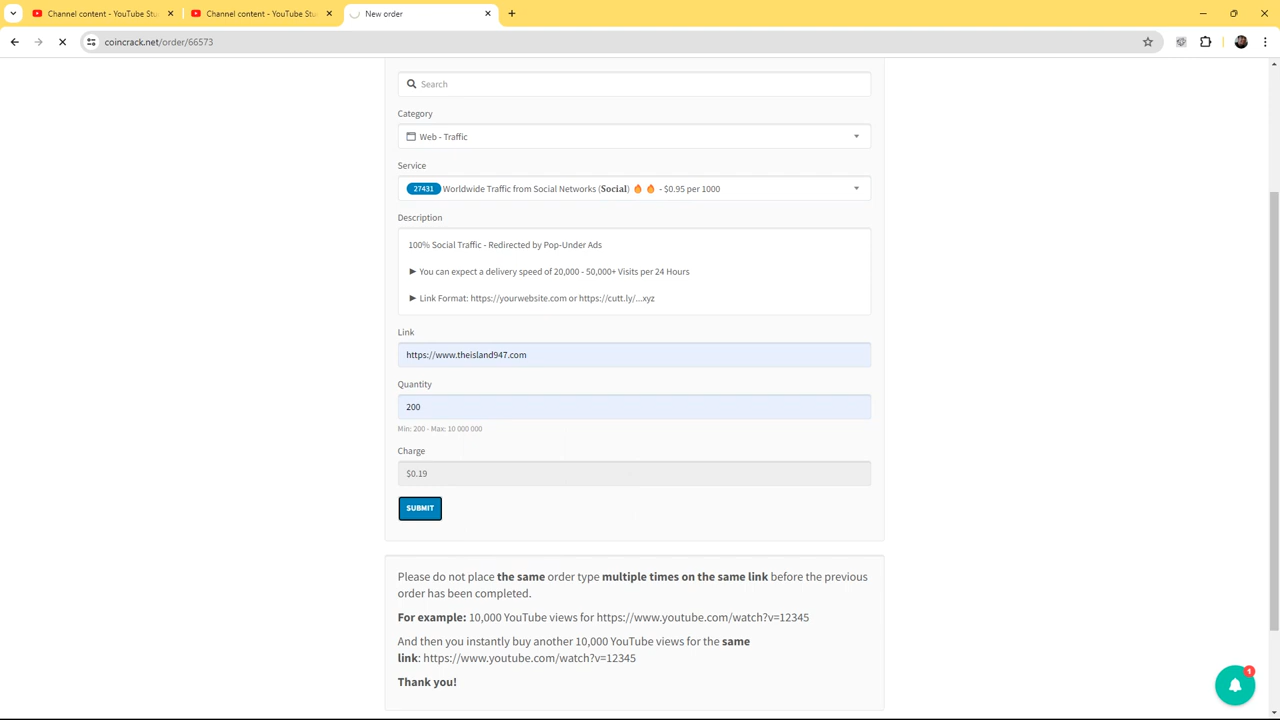 Channel content - YouTube Stu
Channel content - YouTube Stu
New order
coincrack.net/order/66573
Search
Category
Web - Traffic
Service
27431 Worldwide Traffic from Social Networks (Social) 🔥 🔥 - $0.95 per 1000
Description
100% Social Traffic - Redirected by Pop-Under Ads
► You can expect a delivery speed of 20,000 - 50,000+ Visits per 24 Hours
► Link Format: https://yourwebsite.com or https://cutt.ly/...xyz
Link
https://www.theisland947.com
Quantity
200
Min: 200 - Max: 10 000 000
Charge
$0.19
SUBMIT
Please do not place the same order type multiple times on the same link before the previous
order has been completed.
For example: 10,000 YouTube views for https://www.youtube.com/watch?v=12345
And then you instantly buy another 10,000 YouTube views for the same
link: https://www.youtube.com/watch?v=12345
Thank you!
1